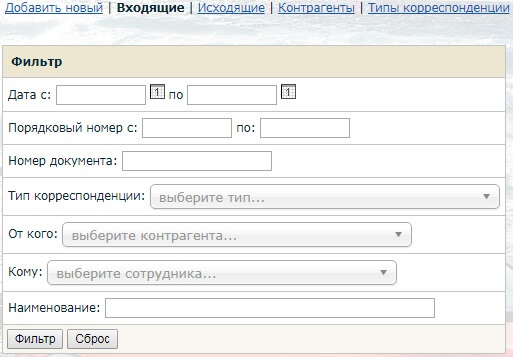 Добавить новый | Входящие | Исходящие | Контрагенты | Типы корреспонденции
Фильтр
Дата с: 1 по 1
Порядковый номер с: по:
Номер документа:
Тип корреспонденции: выберите тип...
От кого: выберите контрагента...
Кому: выберите сотрудника...
Наименование:
Фильтр Сброс